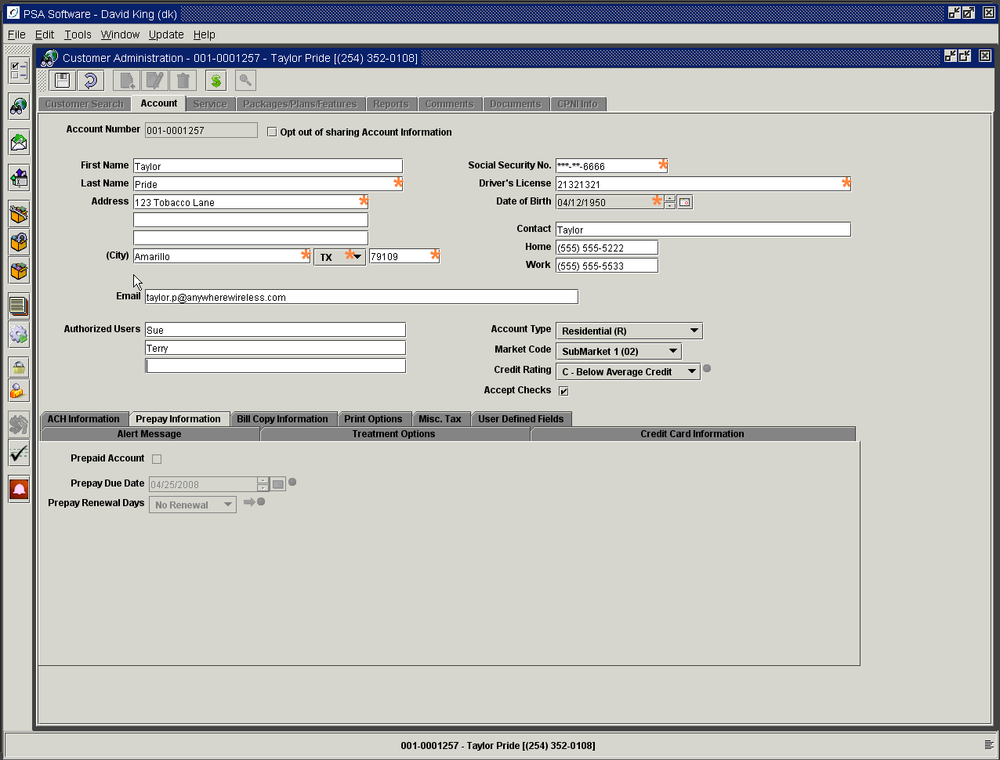 PSA Software - David King (dk)
File Edit Tools Window Update Help
Customer Administration - 001-0001257 - Taylor Pride [(254) 352-0108]
Customer Search Account Service Packages/Plans/Features Reports Comments Documents CPNI Info
Account Number 001-0001257 Opt out of sharing Account Information
First Name Taylor Social Security No. ***-**-6666
Last Name Pride Driver's License 21321321
Address 123 Tobacco Lane Date of Birth 04/12/1950
Contact Taylor
Home (555) 555-5222
(City) Amarillo TX 79109
Work (555) 555-5533
Email taylor.p@anywherewireless.com
Authorized Users Sue Account Type Residential (R)
Terry Market Code SubMarket 1 (02)
Credit Rating C - Below Average Credit
Accept Checks
ACH Information Prepay Information Bill Copy Information Print Options Misc. Tax User Defined Fields
Alert Message Treatment Options Credit Card Information
Prepaid Account
Prepay Due Date 04/25/2008
Prepay Renewal Days No Renewal
001-0001257 - Taylor Pride [(254) 352-0108]